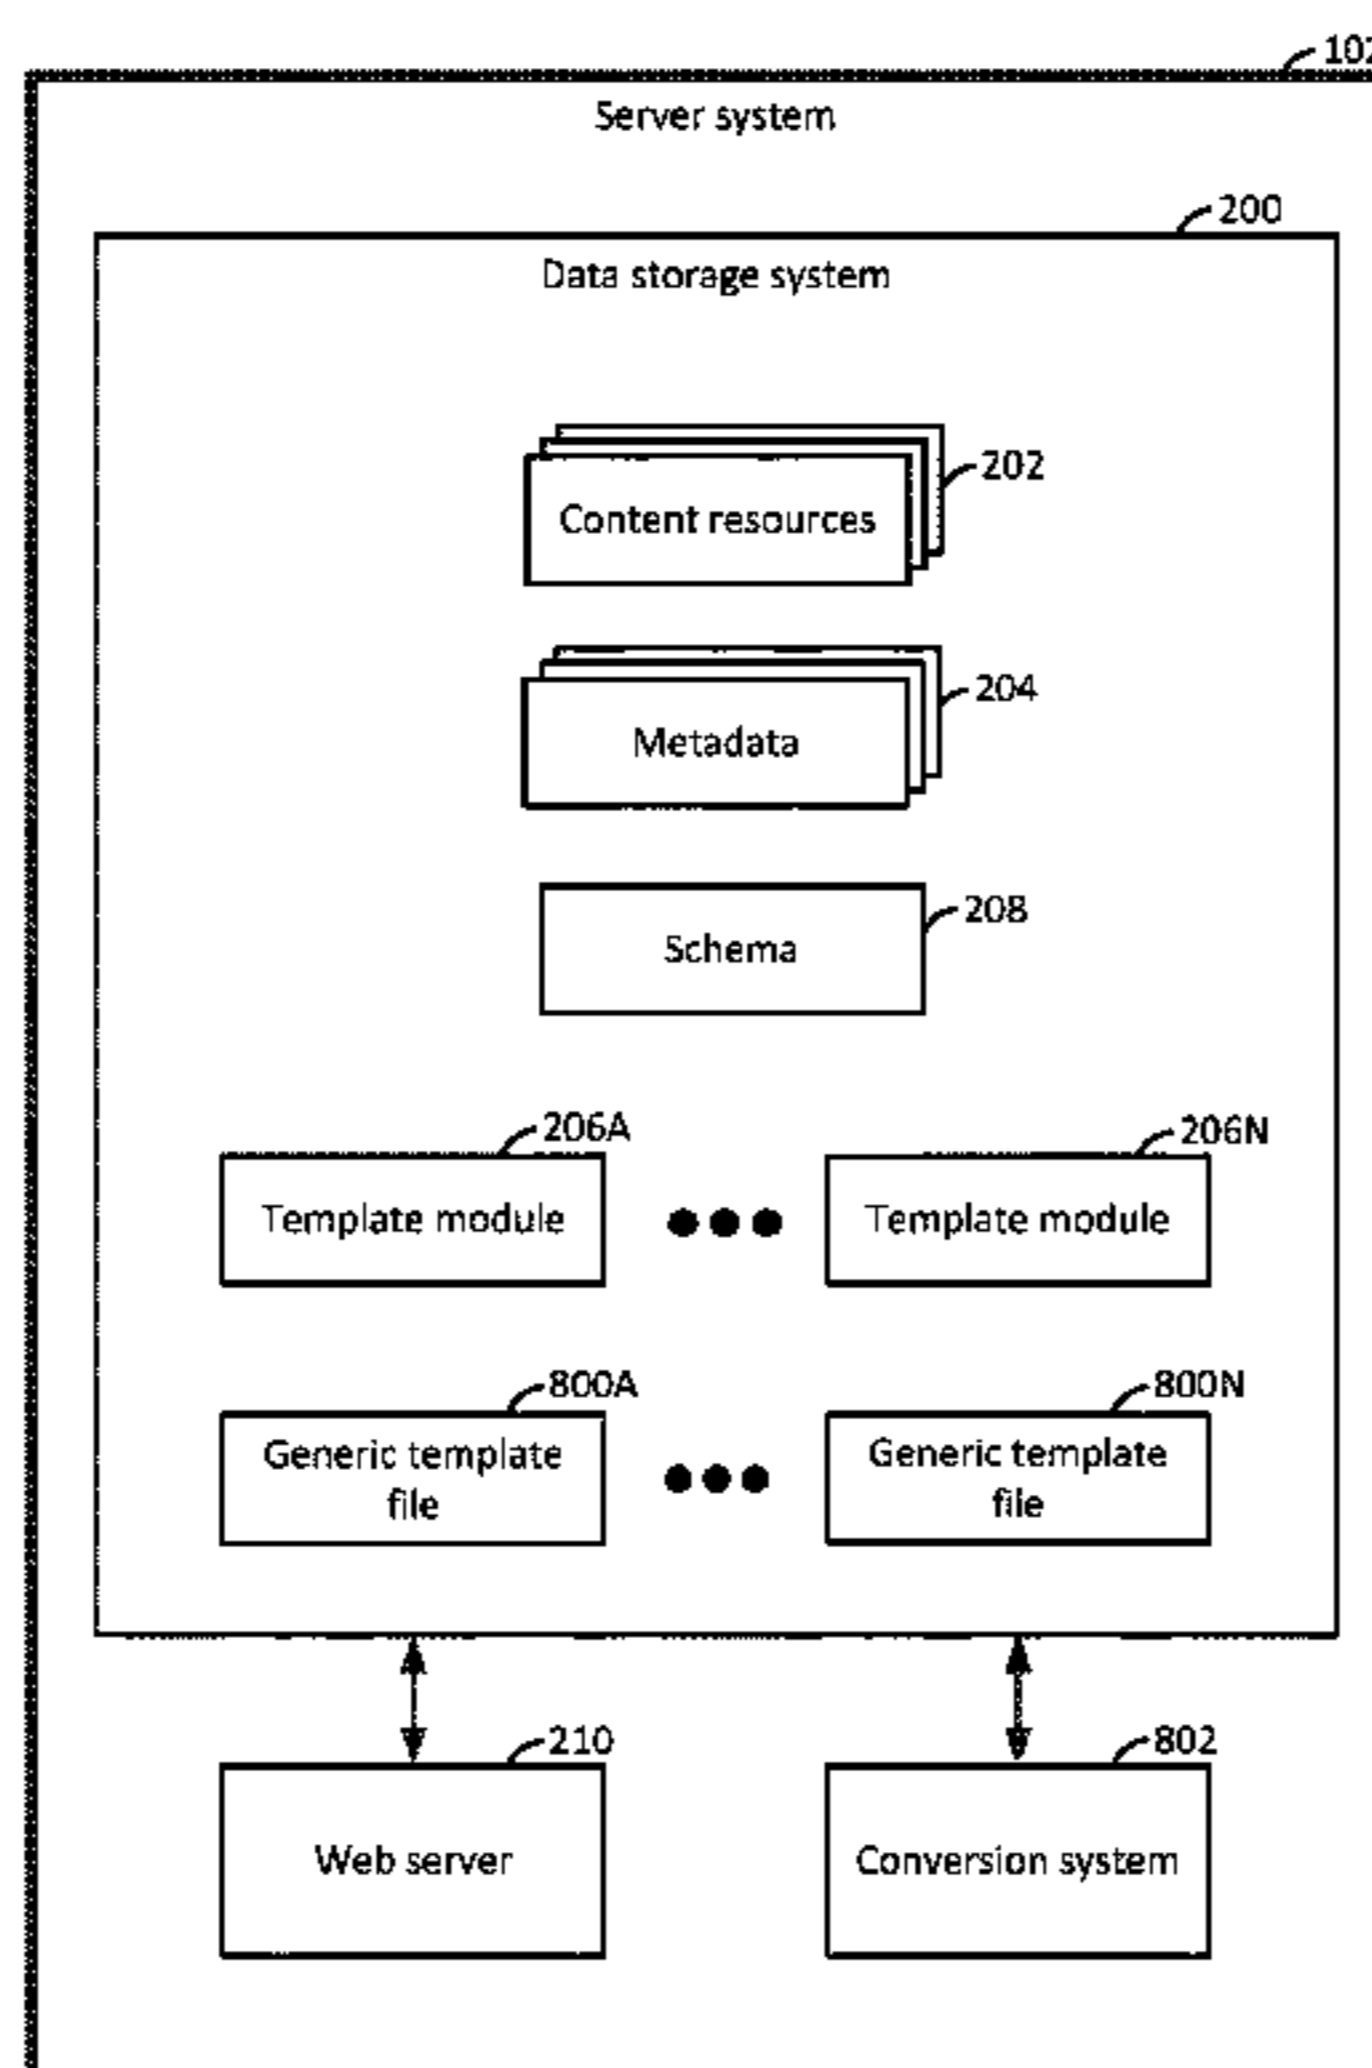 102
Server system
200
Data storage system
202
Content resources
204
Metadata
208
Schema
206A
206N
Template module
Template module
800A
800N
Generic template
file
Generic template
file
210
802
Web server
Conversion system